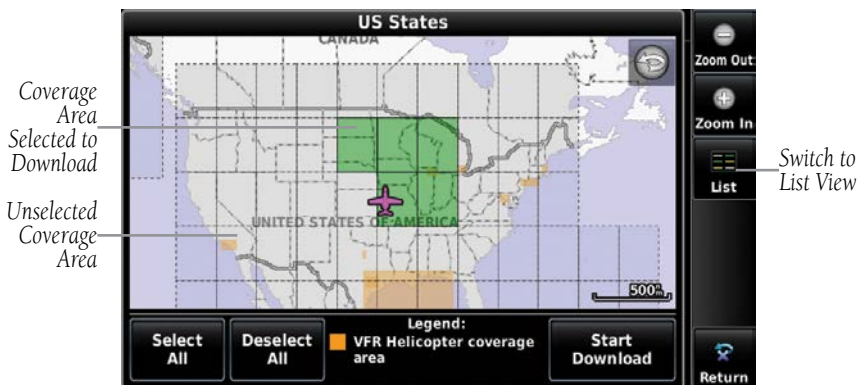 US States
CANADA
UNITED STATES OF AMERICA
500
Zoom Out
Zoom In
List
Return
Select
All
Deselect
All
Legend:
VFR Helicopter coverage
area
Start
Download
Coverage
Area
Selected to
Download
Unselected
Coverage
Area
Switch to
List View